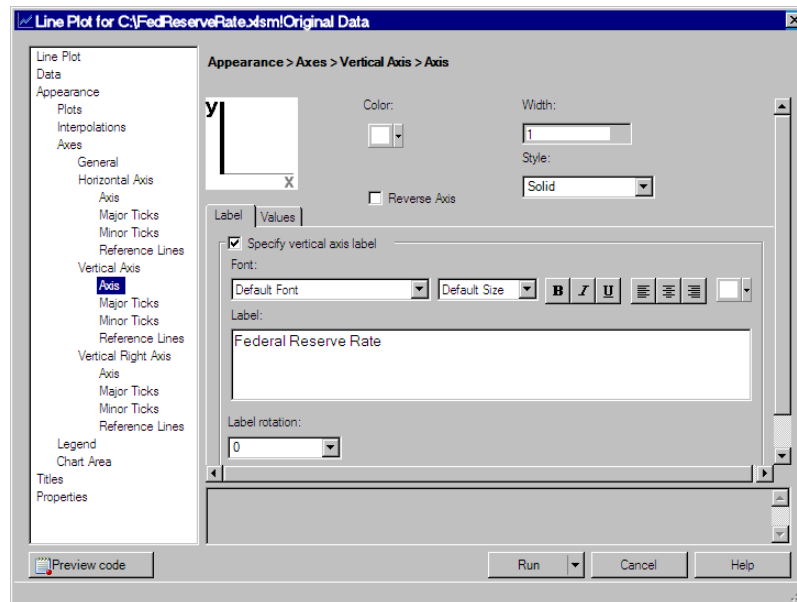 Line Plot for C:\FedReserveRate.xlsm!Original Data
Line Plot
Data
Appearance
Plots
Interpolations
Axes
General
Horizontal Axis
Axis
Major Ticks
Minor Ticks
Reference Lines
Vertical Axis
Axis
Major Ticks
Minor Ticks
Reference Lines
Vertical Right Axis
Axis
Major Ticks
Minor Ticks
Reference Lines
Legend
Chart Area
Titles
Properties
Appearance > Axes > Vertical Axis > Axis
y
x
Color:
Width:
1
Style:
Solid
Reverse Axis
Label Values
Specify vertical axis label
Font:
Default Font Default Size B I U
Label:
Federal Reserve Rate
Label rotation:
0
Preview code Run Cancel Help